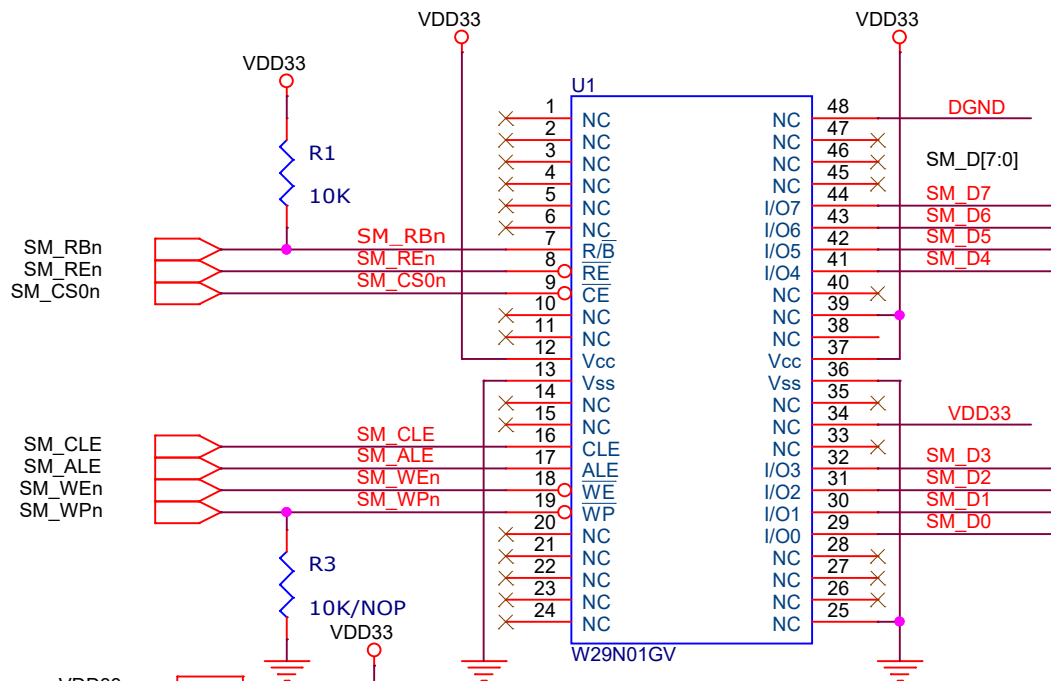 VDD33
VDD33
VDD33
U1
R1
10K
1 NC
2 NC
3 NC
4 NC
5 NC
6 NC
SM_RBn SM_RBn 7 R/B
SM_REn SM_REn 8 RE
SM_CS0n SM_CS0n 9 CE
10 NC
11 NC
12 Vcc
13 Vss
14 NC
15 NC
SM_CLE SM_CLE 16 CLE
SM_ALE SM_ALE 17 ALE
SM_WEn SM_WEn 18 WE
SM_WPn SM_WPn 19 WP
20 NC
21 NC
22 NC
23 NC
24 NC
R3
10K/NOP
VDD33
NC 48 DGND
NC 47
NC 46
SM_D[7:0]
NC 45
I/O7 44 SM_D7
I/O6 43 SM_D6
I/O5 42 SM_D5
I/O4 41 SM_D4
NC 40
NC 39
NC 38
Vcc 37
Vss 36
NC 35
NC 34 VDD33
NC 33
I/O3 32 SM_D3
I/O2 31 SM_D2
I/O1 30 SM_D1
I/O0 29 SM_D0
NC 28
NC 27
NC 26
NC 25
W29N01GV